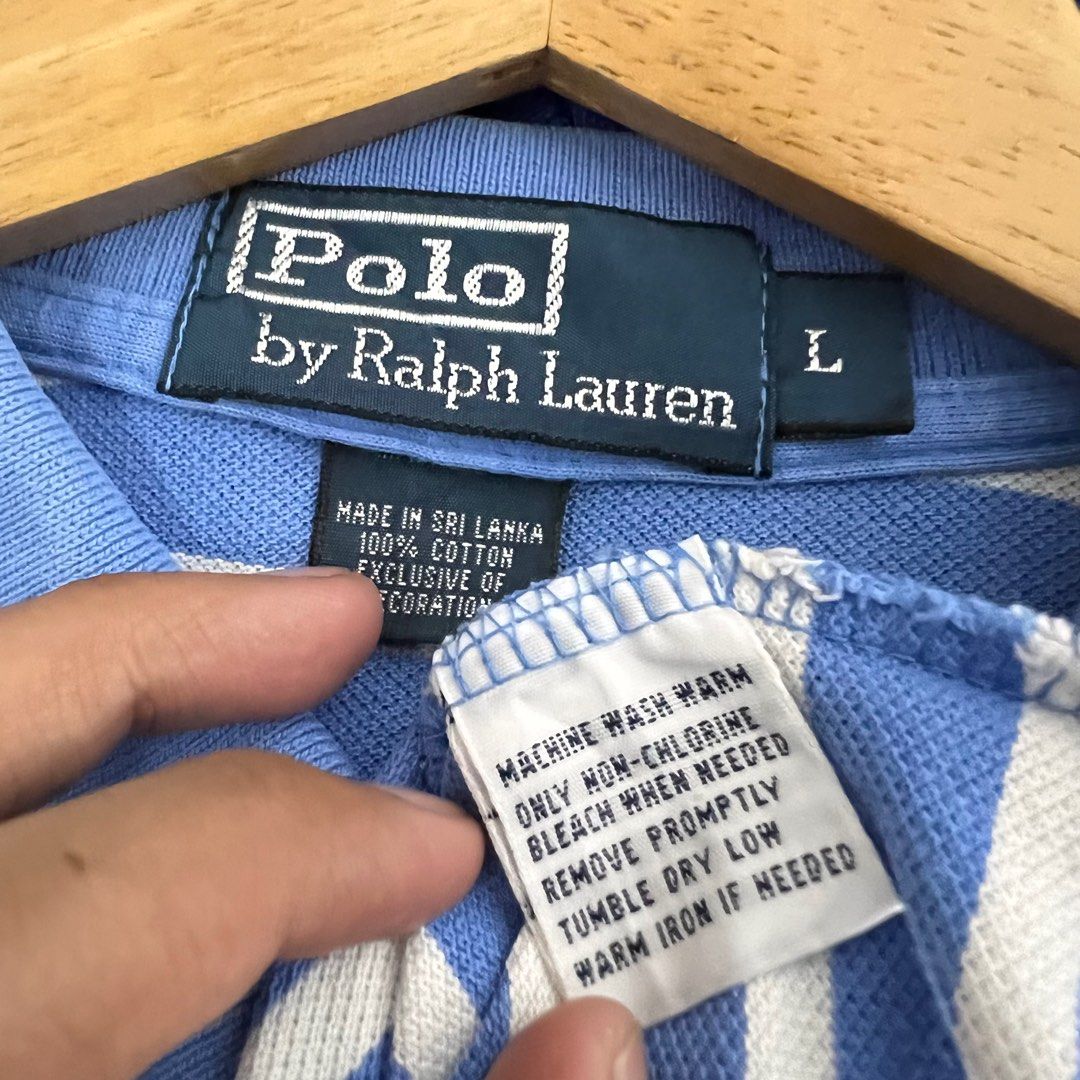 Polo
by Ralph Lauren
L
MADE IN SRI LANKA
100% COTTON
EXCLUSIVE OF
MACHINE WASH WARM
ONLY NON-CHLORINE
BLEACH WHEN NEEDED
REMOVE PROMPTLY
TUMBLE DRY LOW
WARM IRON IF NEEDED